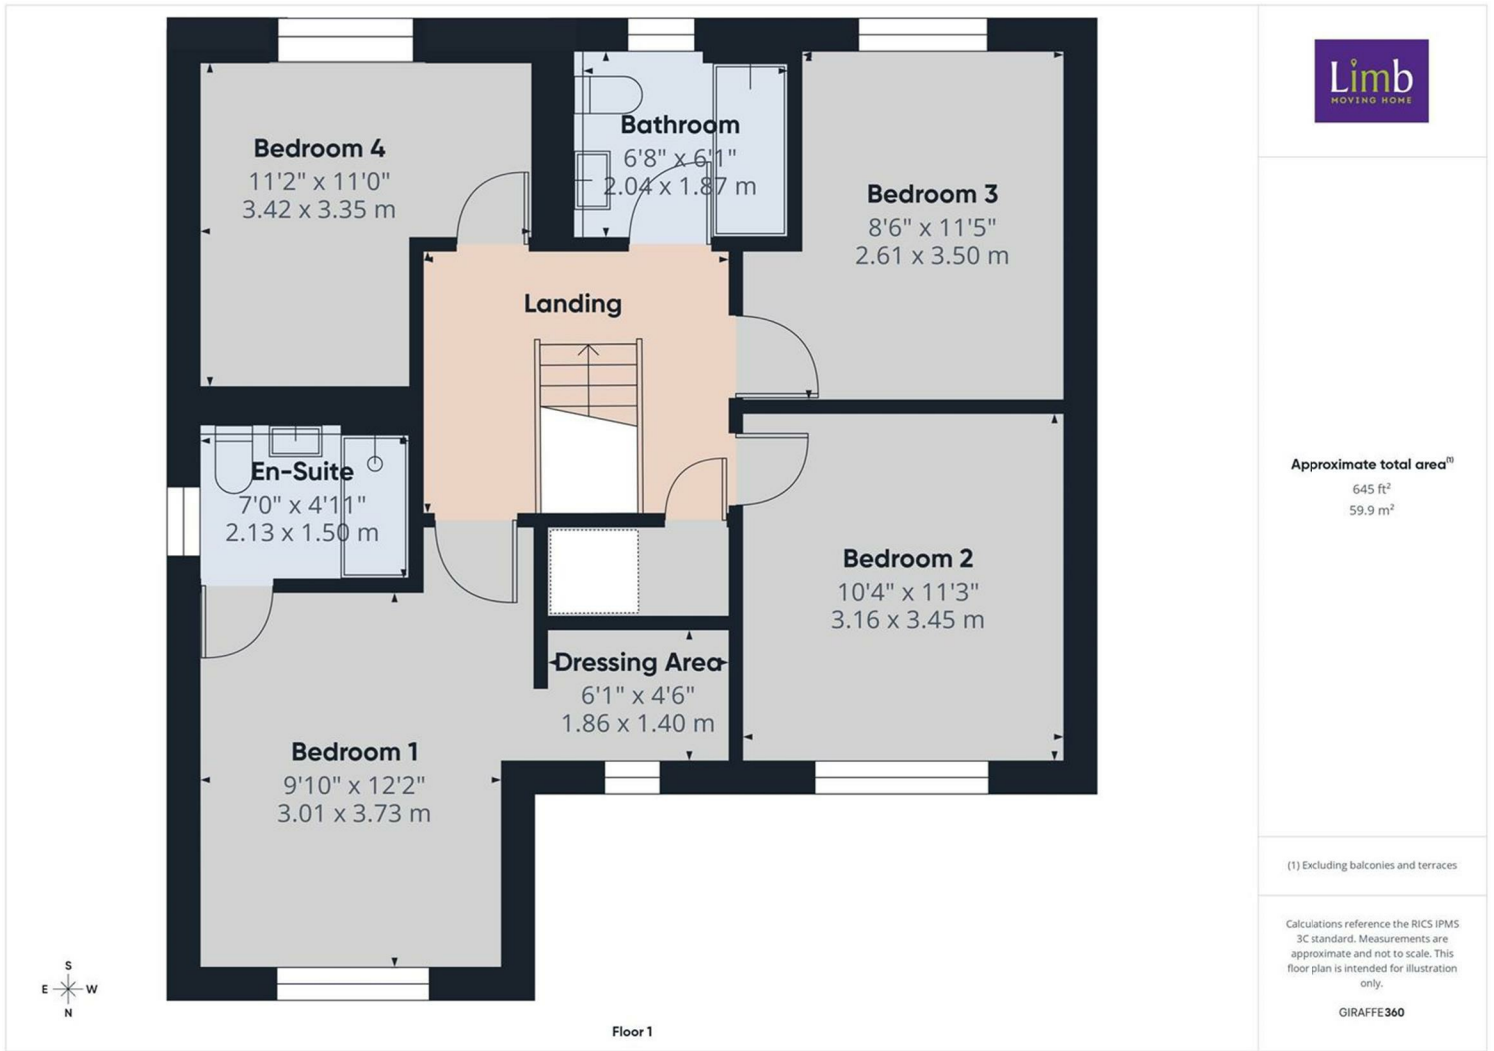 Bedroom 4
11'2" x 11'0"
3.42 x 3.35 m
Bathroom
6'8" x 6'1"
2.04 x 1.87 m
Bedroom 3
8'6" x 11'5"
2.61 x 3.50 m
Landing
En-Suite
7'0" x 4'11"
2.13 x 1.50 m
Bedroom 2
10'4" x 11'3"
3.16 x 3.45 m
Dressing Area
6'1" x 4'6"
1.86 x 1.40 m
Bedroom 1
9'10" x 12'2"
3.01 x 3.73 m
S
E W
N
Floor 1
Limb
MOVING HOME
Approximate total area(1)
645 ft²
59.9 m²
(1) Excluding balconies and terraces
Calculations reference the RICS IPMS
3C standard. Measurements are
approximate and not to scale. This
floor plan is intended for illustration
only.
GIRAFFE360